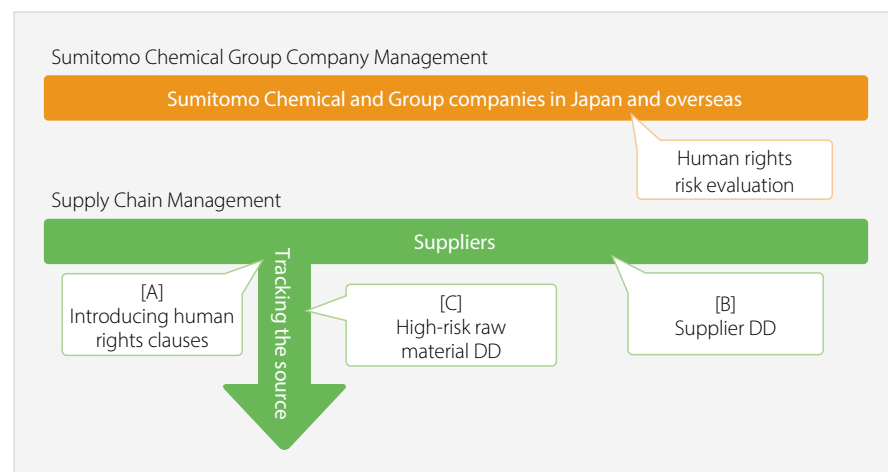 Sumitomo Chemical Group Company Management
Sumitomo Chemical and Group companies in Japan and overseas
Human rights
risk evaluation
Supply Chain Management
Suppliers
Tracking the source
[A]
Introducing human
rights clauses
[C]
High-risk raw
material DD
[B]
Supplier DD